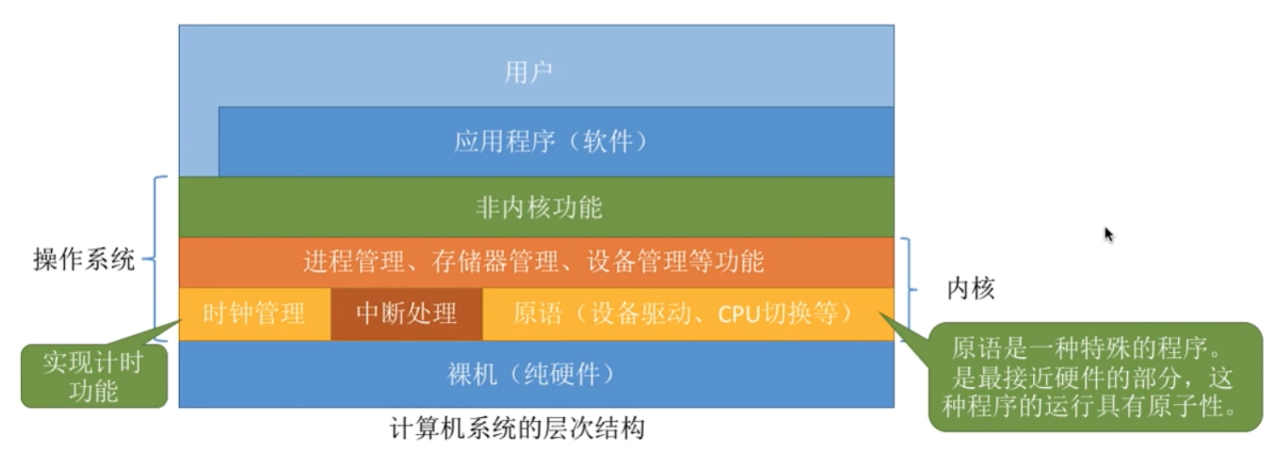 用户
应用程序（软件）
非内核功能
操作系统
进程管理、存储器管理、设备管理等功能
内核
时钟管理
中断处理
原语（设备驱动、CPU切换等）
实现计时
功能
原语是一种特殊的程序。
是最接近硬件的部分，这
种程序的运行具有原子性。
裸机（纯硬件）
计算机系统的层次结构